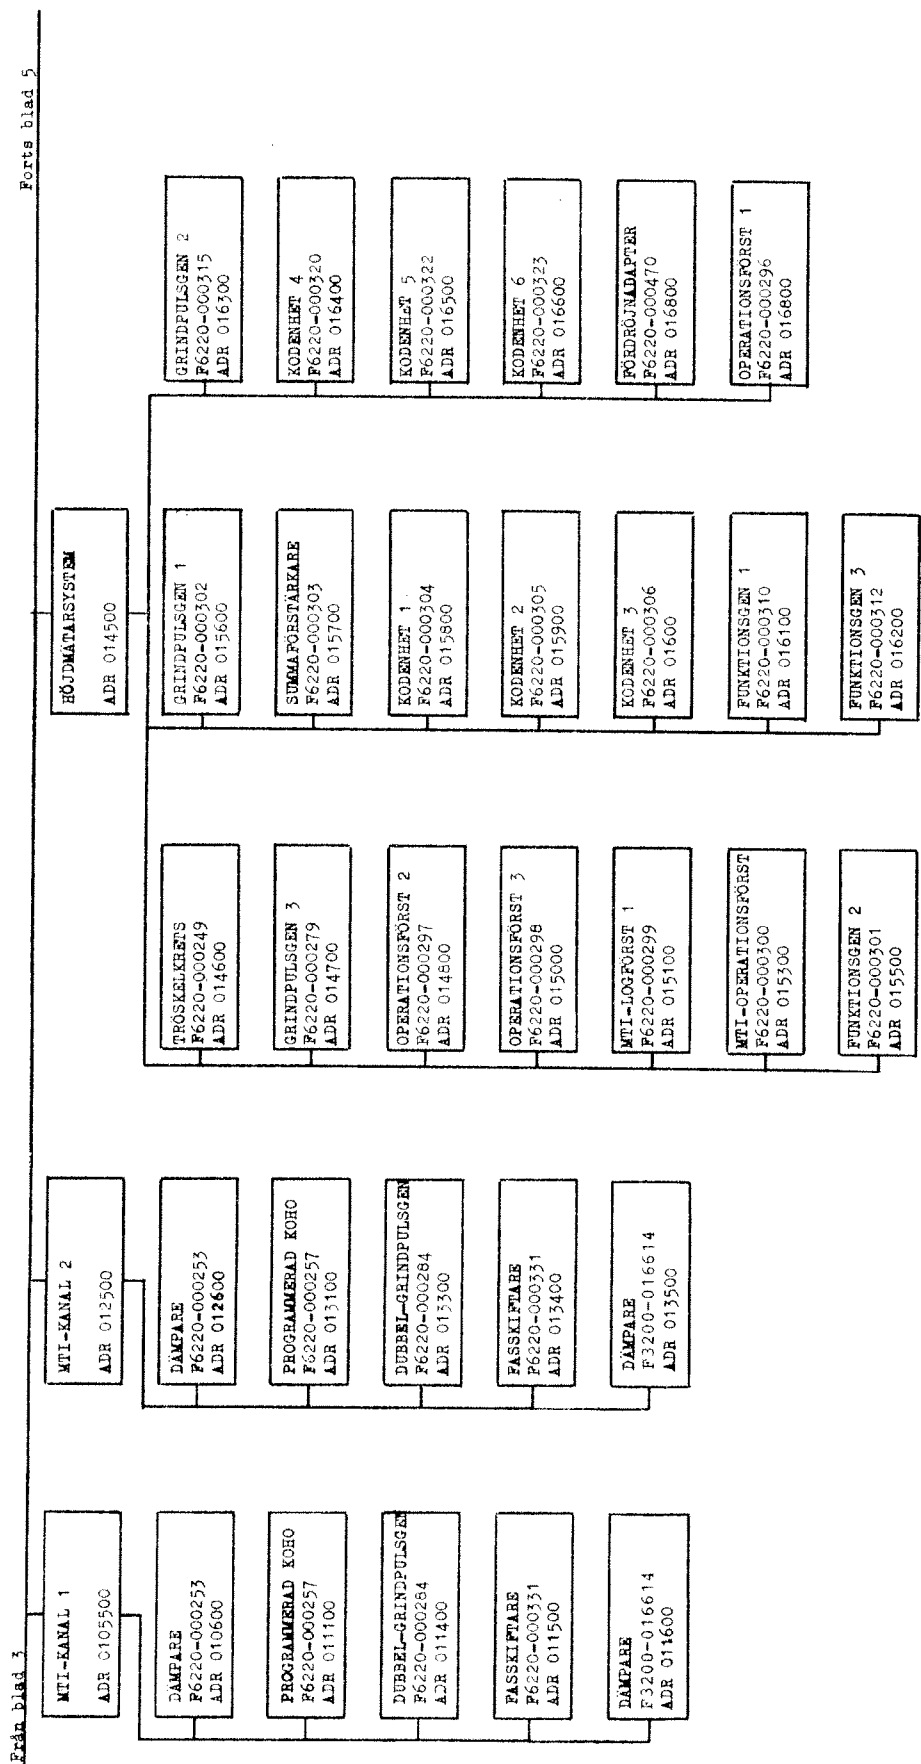 Från blad 3
Forts blad 5
MTI-KANAL 1
ADR 0105500
DÄMPARE
F6220-000253
ADR 010600
PROGRAMMERAD KOHO
F6220-000257
ADR 011100
DUBBEL-GRINDPULSGEN
F6220-000284
ADR 011400
FASSKIFTARE
F6220-000331
ADR 011500
DÄMPARE
F3200-016614
ADR 011600
MTI-KANAL 2
ADR 012500
DÄMPARE
F6220-000253
ADR 012600
PROGRAMMERAD KOHO
F6220-000257
ADR 013100
DUBBEL-GRINDPULSGEN
F6220-000284
ADR 013300
FASSKIFTARE
F6220-000331
ADR 013400
DÄMPARE
F3200-016614
ADR 013500
HÖJDMÄTARSYSTEM
ADR 014500
TRÖSKELKRETS
F6220-000249
ADR 014600
GRINDPULSGEN 3
F6220-000279
ADR 014700
OPERATIONSFÖRST 2
F6220-000297
ADR 014800
OPERATIONSFÖRST 3
F6220-000298
ADR 015000
MTI-LOGFÖRST 1
F6220-000299
ADR 015100
MTI-OPERATIONSFÖRST
F6220-000300
ADR 015300
FUNKTIONSGEN 2
F6220-000301
ADR 015500
GRINDPULSGEN 1
F6220-000302
ADR 015600
SUMMAFÖRSTÄRKARE
F6220-000303
ADR 015700
KODENHET 1
F6220-000304
ADR 015800
KODENHET 2
F6220-000305
ADR 015900
KODENHET 3
F6220-000306
ADR 01600
FUNKTIONSGEN 1
F6220-000310
ADR 016100
FUNKTIONSGEN 3
F6220-000312
ADR 016200
GRINDPULSGEN 2
F6220-000315
ADR 016300
KODENHET 4
F6220-000320
ADR 016400
KODENHET 5
F6220-000322
ADR 016500
KODENHET 6
F6220-000323
ADR 016600
FÖRDRÖJNADAPTER
F6220-000470
ADR 016800
OPERATIONSFÖRST 1
F6220-000296
ADR 016800